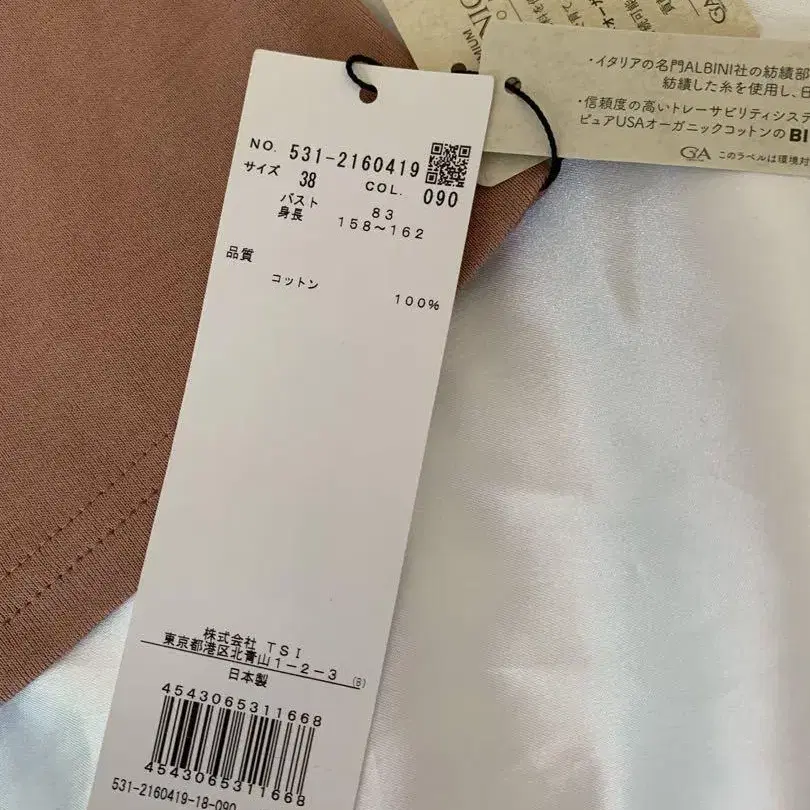 NO. 531-2160419
サイズ 38 COL. 090
バスト 83
身長 158～162
品質
コットン 100%
株式会社 TSI
東京都港区北青山1-2-3 (8)
日本製
4543065311668
4543065311668
531-2160419-18-090
・イタリアの名門ALBINI社の紡績部
紡績した糸を使用し、日
・信頼度の高いトレーサビリティシステ
ピュアUSAオーガニックコットンのBI
GA このラベルは環境対
GA